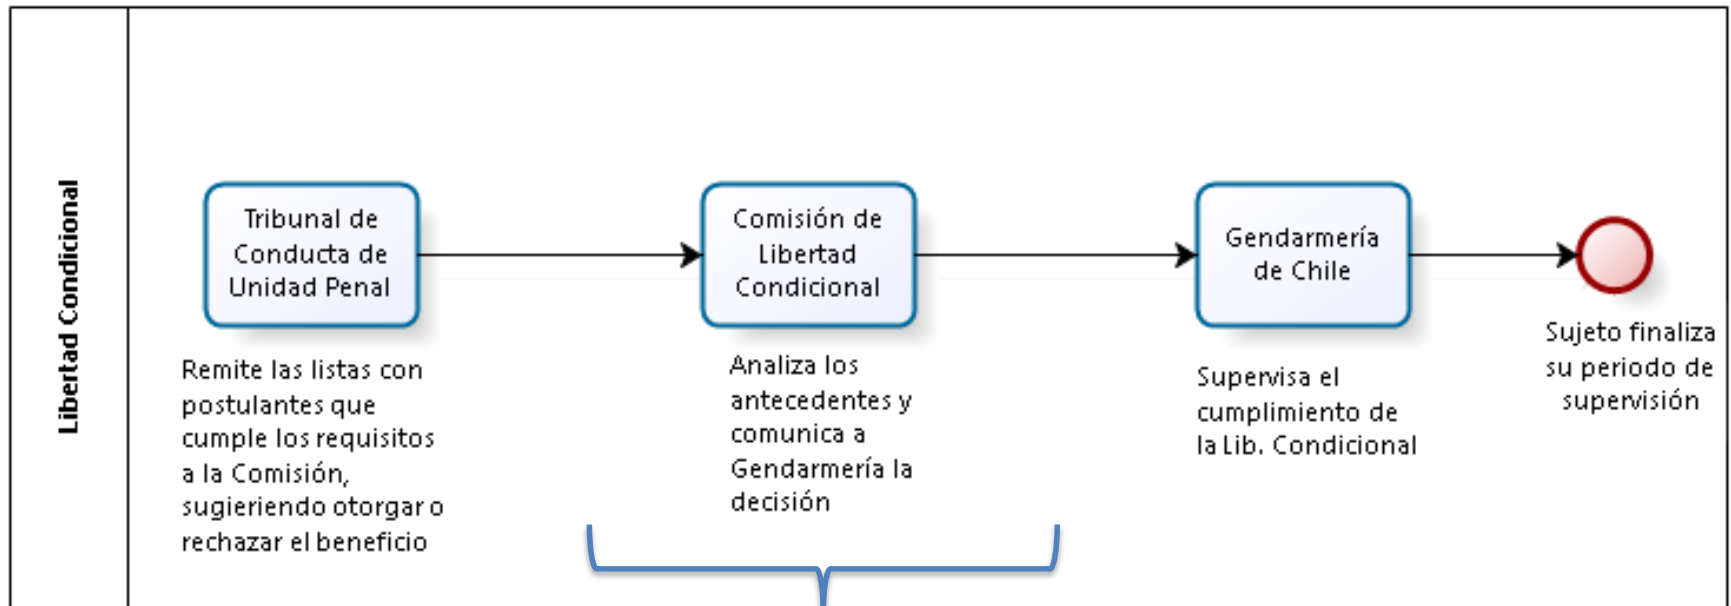 Libertad Condicional
Tribunal de
Conducta de
Unidad Penal
Remite las listas con
postulantes que
cumple los requisitos
a la Comisión,
sugieriendo otorgar o
rechazar el beneficio
Comisión de
Libertad
Condicional
Analiza los
antecedentes y
comunica a
Gendarmería la
decisión
Gendarmería
de Chile
Supervisa el
cumplimiento de
la Lib. Condicional
Sujeto finaliza
su periodo de
supervisión